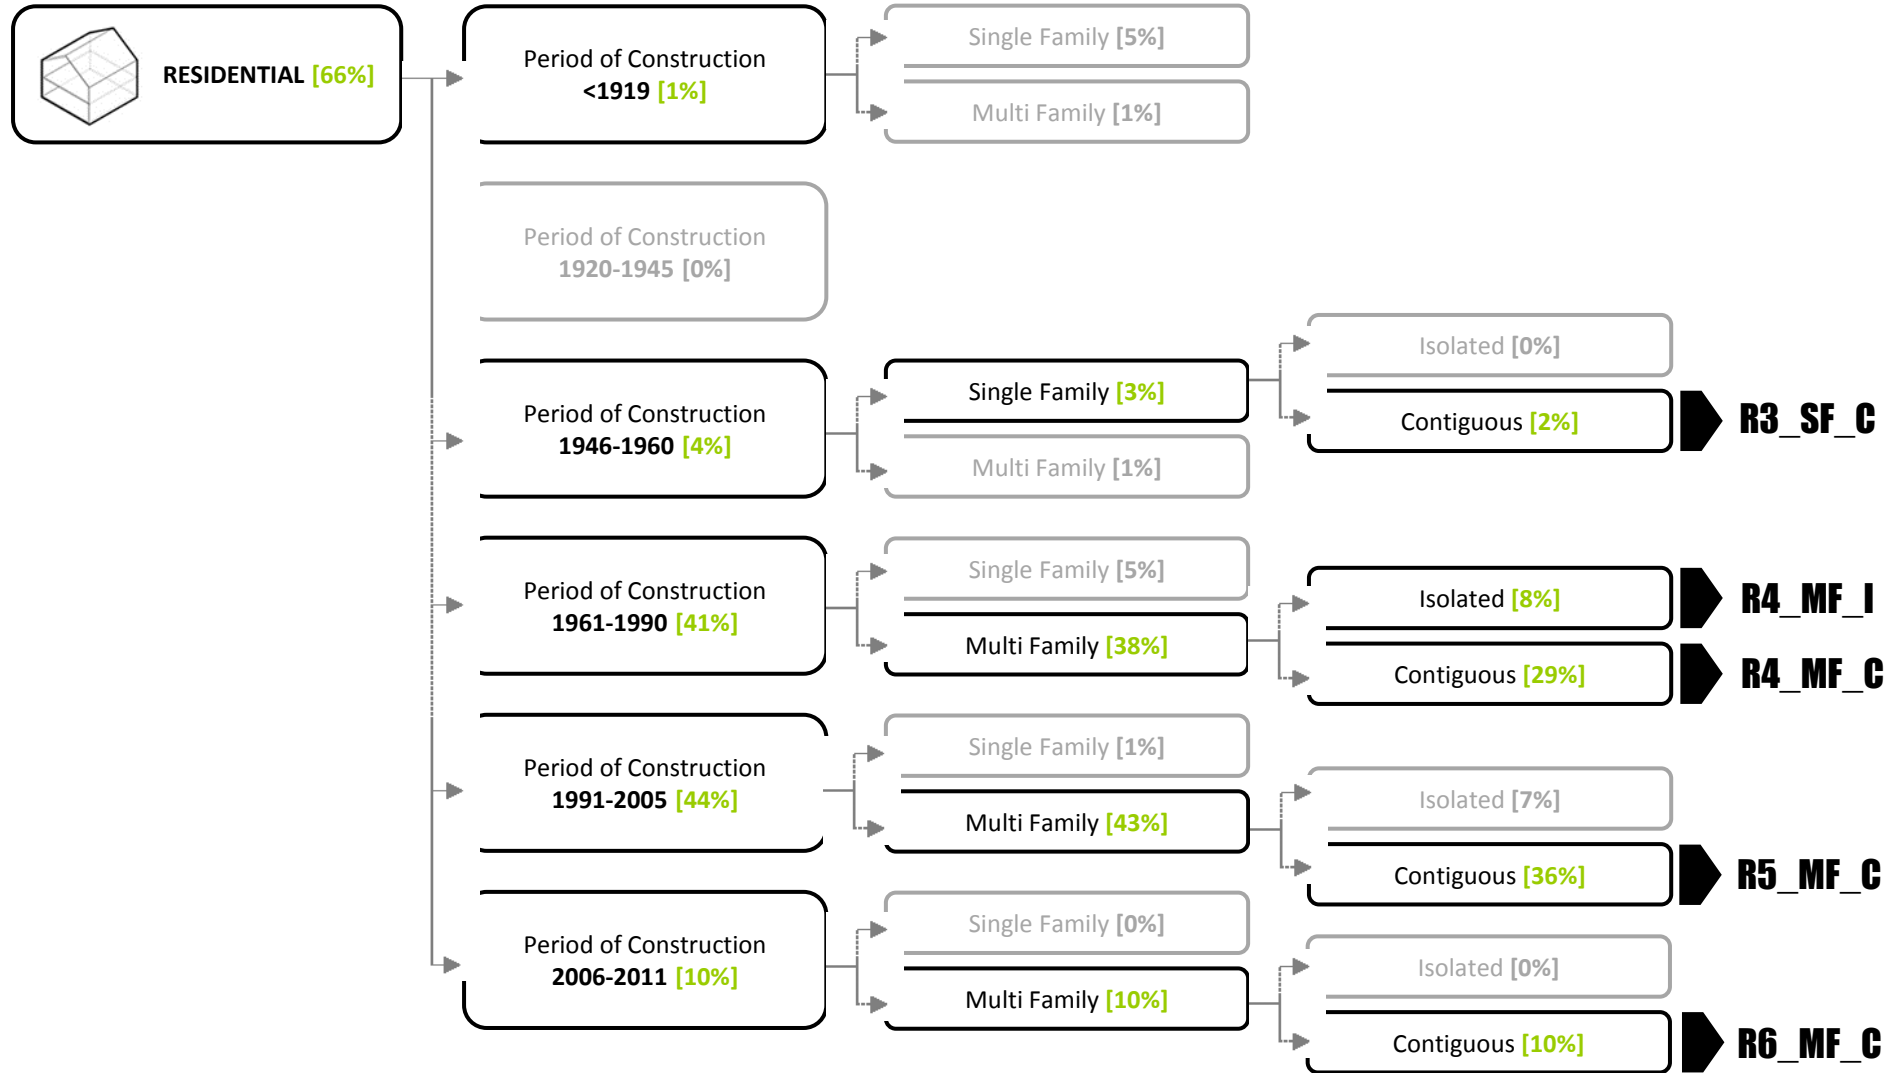 RESIDENTIAL [66%]
Period of Construction
<1919 [1%]
Single Family [5%]
Multi Family [1%]
Period of Construction
1920-1945 [0%]
Period of Construction
1946-1960 [4%]
Single Family [3%]
Multi Family [1%]
Isolated [0%]
Contiguous [2%]
R3_SF_C
Period of Construction
1961-1990 [41%]
Single Family [5%]
Multi Family [38%]
Isolated [8%]
R4_MF_I
Contiguous [29%]
R4_MF_C
Period of Construction
1991-2005 [44%]
Single Family [1%]
Multi Family [43%]
Isolated [7%]
Contiguous [36%]
R5_MF_C
Period of Construction
2006-2011 [10%]
Single Family [0%]
Multi Family [10%]
Isolated [0%]
Contiguous [10%]
R6_MF_C